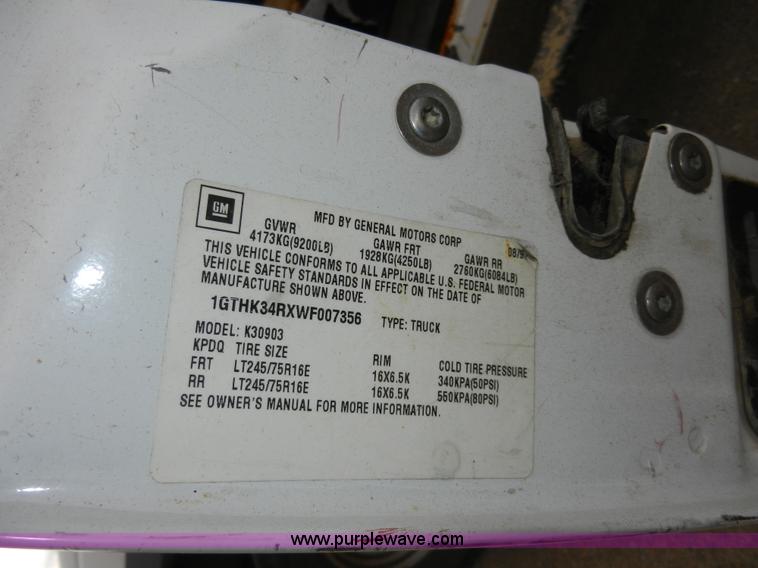 GM
MFD BY GENERAL MOTORS CORP
GVWR GAWR FRT GAWR RR
4173KG(9200LB) 1928KG(4250LB) 2760KG(6084LB)
THIS VEHICLE CONFORMS TO ALL APPLICABLE U.S. FEDERAL MOTOR
VEHICLE SAFETY STANDARDS IN EFFECT ON THE DATE OF
MANUFACTURE SHOWN ABOVE.
1GTHK34RXWF007356 TYPE: TRUCK
MODEL: K30903
KPDQ TIRE SIZE RIM COLD TIRE PRESSURE
FRT LT245/75R16E 16X6.5K 340KPA(50PSI)
RR LT245/75R16E 16X6.5K 550KPA(80PSI)
SEE OWNER'S MANUAL FOR MORE INFORMATION.
www.purplewave.com